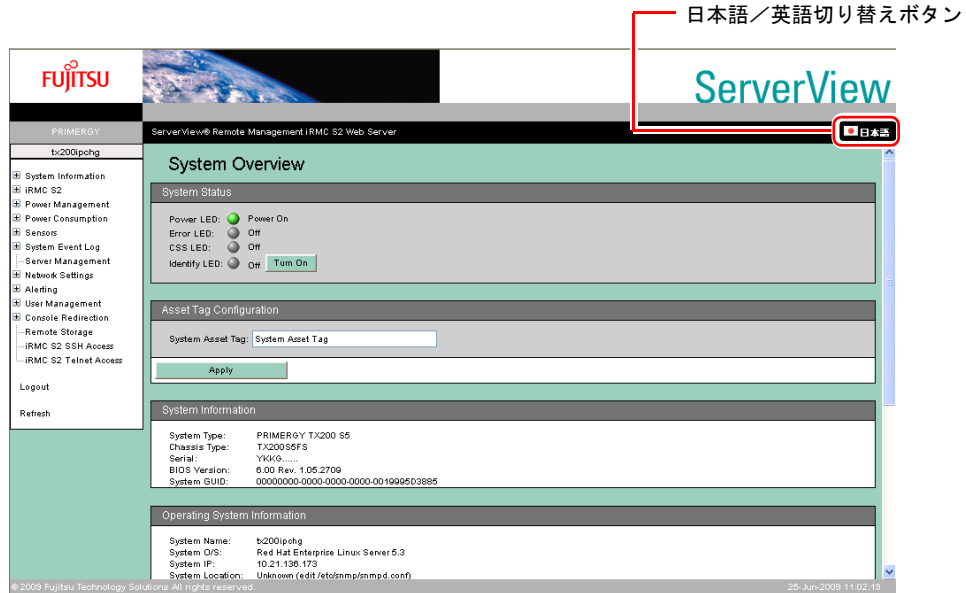 日本語／英語切り替えボタン
FUJITSU
ServerView
PRIMERGY
ServerView® Remote Management iRMC S2 Web Server
日本語
tx200ipchg
System Information
iRMC S2
Power Management
Power Consumption
Sensors
System Event Log
Server Management
Network Settings
Alerting
User Management
Console Redirection
Remote Storage
iRMC S2 SSH Access
iRMC S2 Telnet Access
Logout
Refresh
System Overview
System Status
Power LED: Power On
Error LED: Off
CSS LED: Off
Identify LED: Off Turn On
Asset Tag Configuration
System Asset Tag: System Asset Tag
Apply
System Information
System Type: PRIMERGY TX200 S5
Chassis Type: TX200S5FS
Serial: YKKG......
BIOS Version: 6.00 Rev. 1.05.2709
System GUID: 00000000-0000-0000-0000-0019995D3885
Operating System Information
System Name: tx200ipchg
System O/S: Red Hat Enterprise Linux Server 5.3
System IP: 10.21.136.173
System Location: Unknown (edit /etc/snmp/snmpd.conf)
© 2009 Fujitsu Technology Solutions All rights reserved.
25-Jun-2009 11:02:19